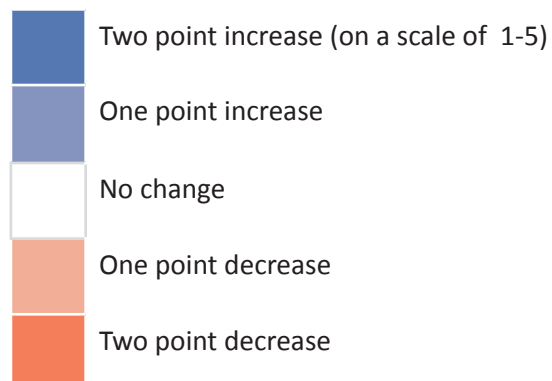 Two point increase (on a scale of 1-5)
One point increase
No change
One point decrease
Two point decrease